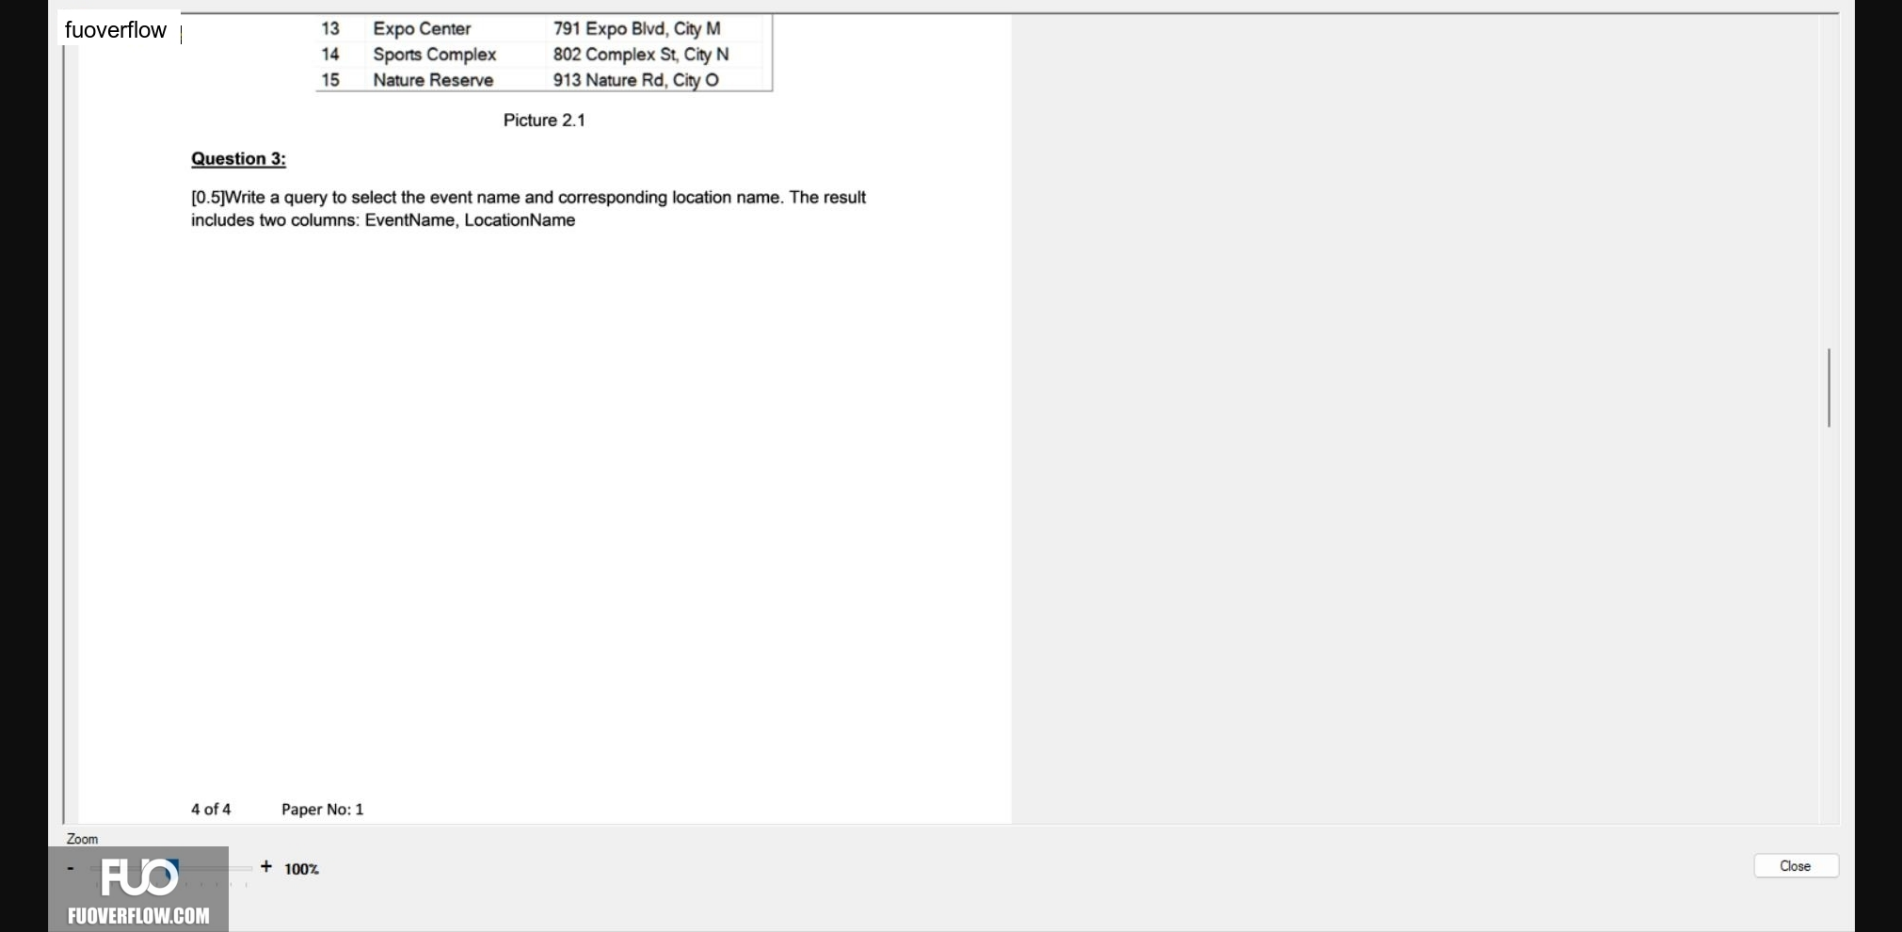 fuoverflow
13 Expo Center 791 Expo Blvd, City M
14 Sports Complex 802 Complex St, City N
15 Nature Reserve 913 Nature Rd, City O
Picture 2.1
Question 3:
[0.5]Write a query to select the event name and corresponding location name. The result
includes two columns: EventName, LocationName
4 of 4 Paper No: 1
Zoom
- + 100%
Close
FUO
FUOVERFLOW.COM